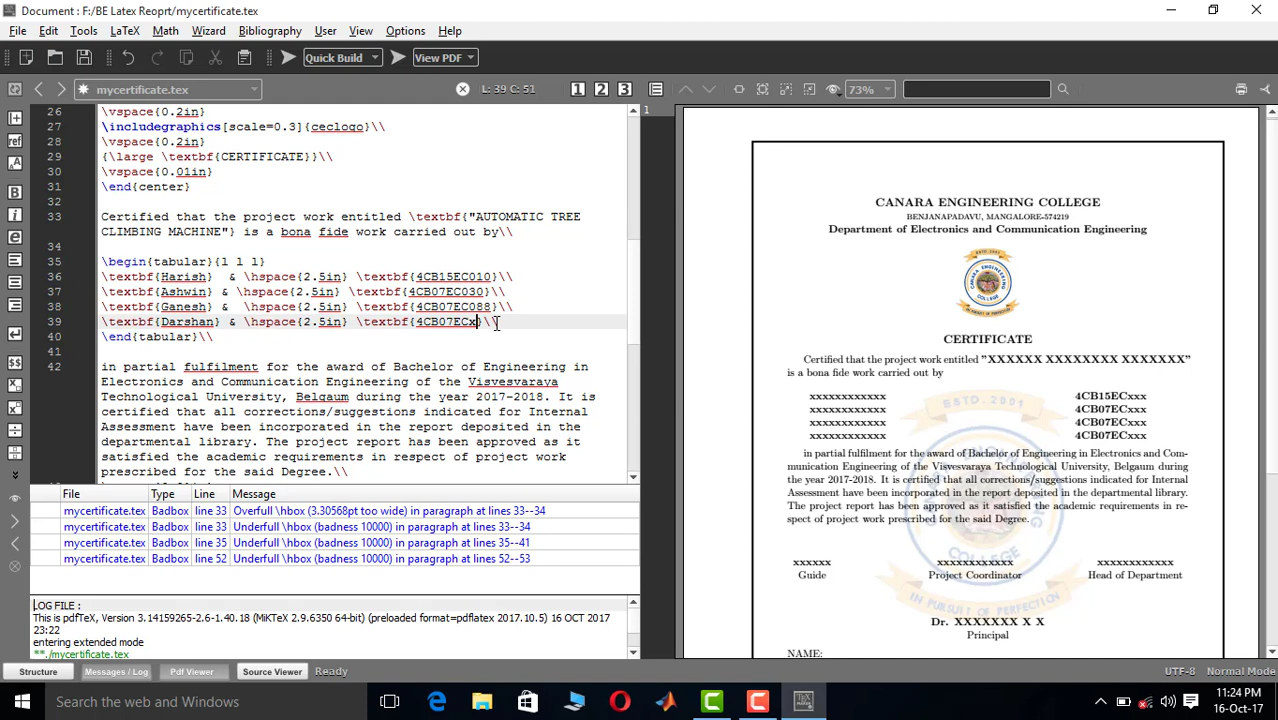 Document : F:/BE Latex Reoprt/mycertificate.tex
File Edit Tools LaTeX Math Wizard Bibliography User View Options Help
Quick Build View PDF
mycertificate.tex L: 39 C: 51 1 2 3 73%
26 \vspace{0.2in}
27 \includegraphics[scale=0.3]{ceclogo}\\
28 \vspace{0.2in}
29 {\large \textbf{CERTIFICATE}}\\
30 \vspace{0.01in}
31 \end{center}
32
33 Certified that the project work entitled \textbf{"AUTOMATIC TREE
CLIMBING MACHINE"} is a bona fide work carried out by\\
34
35 \begin{tabular}{l l l}
36 \textbf{Harish} & \hspace{2.5in} \textbf{4CB15EC010}\\
37 \textbf{Ashwin} & \hspace{2.5in} \textbf{4CB07EC030}\\
38 \textbf{Ganesh} & \hspace{2.5in} \textbf{4CB07EC088}\\
39 \textbf{Darshan} & \hspace{2.5in} \textbf{4CB07ECx}\\
40 \end{tabular}\\
41
42 in partial fulfilment for the award of Bachelor of Engineering in
Electronics and Communication Engineering of the Visvesvaraya
Technological University, Belgaum during the year 2017-2018. It is
certified that all corrections/suggestions indicated for Internal
Assessment have been incorporated in the report deposited in the
departmental library. The project report has been approved as it
satisfied the academic requirements in respect of project work
prescribed for the said Degree.\\
File Type Line Message
mycertificate.tex Badbox line 33 Overfull \hbox (3.30568pt too wide) in paragraph at lines 33--34
mycertificate.tex Badbox line 33 Underfull \hbox (badness 10000) in paragraph at lines 33--34
mycertificate.tex Badbox line 35 Underfull \hbox (badness 10000) in paragraph at lines 35--41
mycertificate.tex Badbox line 52 Underfull \hbox (badness 10000) in paragraph at lines 52--53
LOG FILE :
This is pdfTeX, Version 3.14159265-2.6-1.40.18 (MiKTeX 2.9.6350 64-bit) (preloaded format=pdflatex 2017.10.5) 16 OCT 2017
23:22
entering extended mode
**./mycertificate.tex
1
CANARA ENGINEERING COLLEGE
BENJANAPADAVU, MANGALORE-574219
Department of Electronics and Communication Engineering
CERTIFICATE
Certified that the project work entitled "XXXXXX XXXXXXXX XXXXXXX"
is a bona fide work carried out by
ESTD. 2001
xxxxxxxxxxxx 4CB15ECxxx
xxxxxxxxxxxx 4CB07ECxxx
xxxxxxxxxxxx 4CB07ECxxx
xxxxxxxxxxxx 4CB07ECxxx
in partial fulfilment for the award of Bachelor of Engineering in Electronics and Com-
munication Engineering of the Visvesvaraya Technological University, Belgaum during
the year 2017-2018. It is certified that all corrections/suggestions indicated for Internal
Assessment have been incorporated in the report deposited in the departmental library.
The project report has been approved as it satisfied the academic requirements in re-
spect of project work prescribed for the said Degree.
COLLEGE
xxxxxx xxxxxxxxxxxx xxxxxxxxxxxx
Guide Project Coordinator Head of Department
IN PURSUIT OF PERFECTION
Dr. XXXXXXX X X
Principal
NAME:
Structure Messages / Log Pdf Viewer Source Viewer Ready UTF-8 Normal Mode
Search the web and Windows
11:24 PM
16-Oct-17